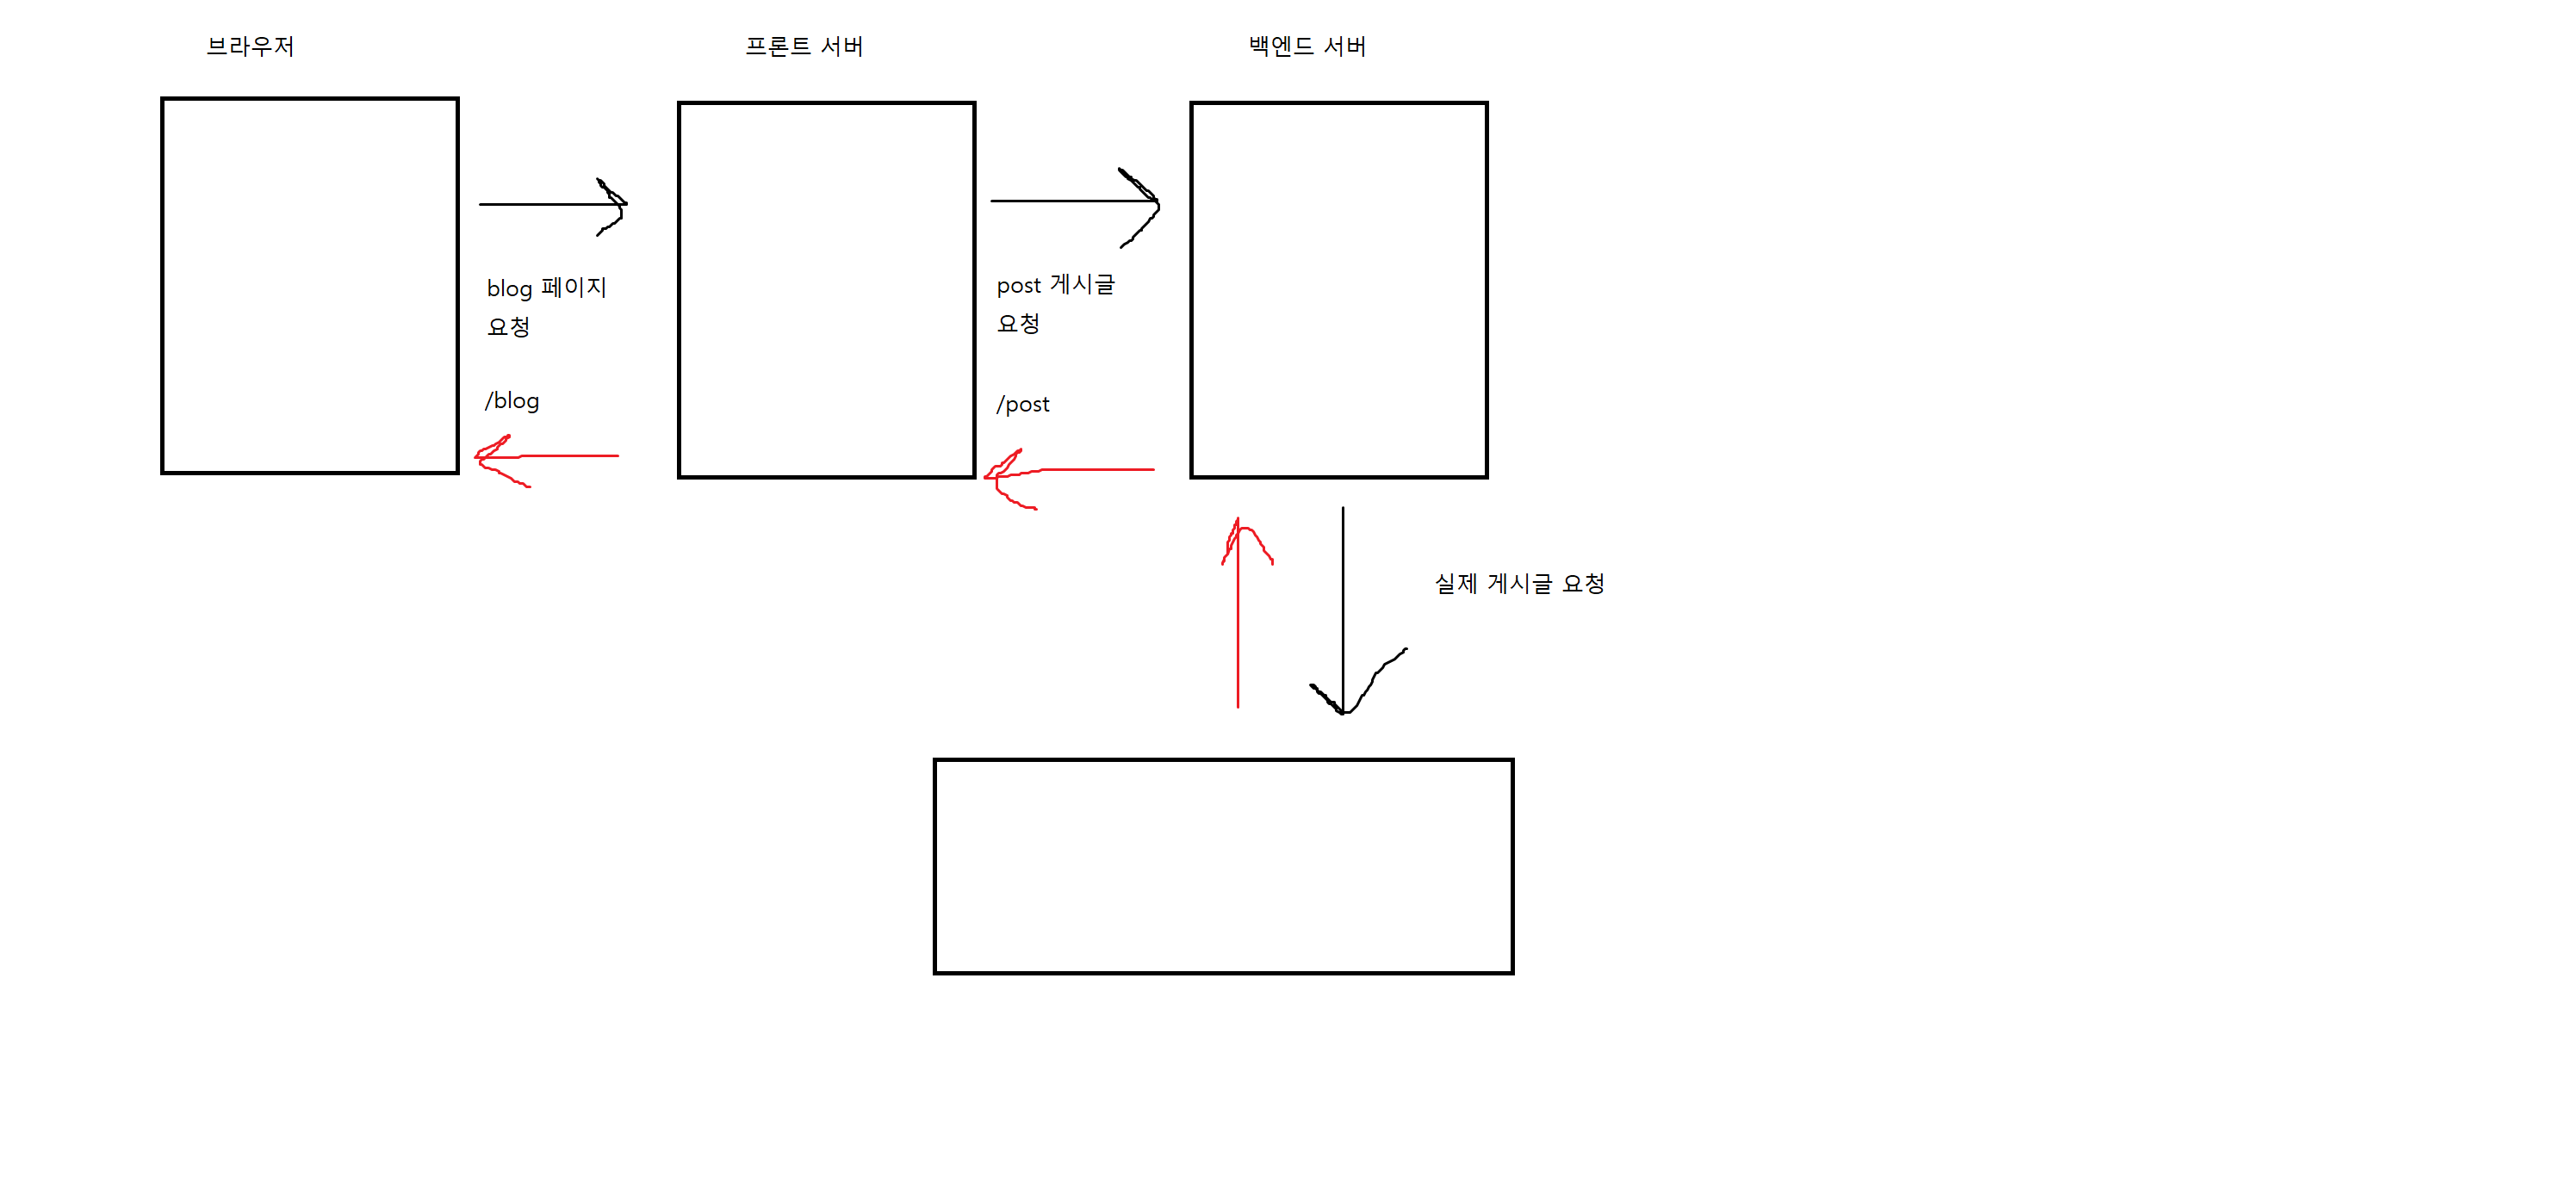 브라우저
프론트 서버
백엔드 서버
blog 페이지
요청
/blog
post 게시글
요청
/post
실제 게시글 요청